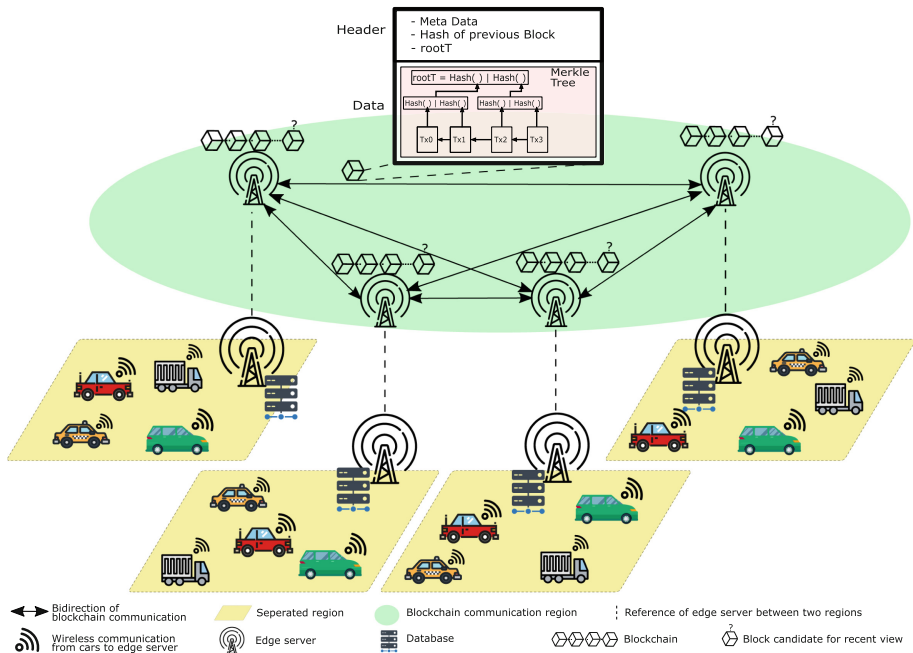 Header
- Meta Data
- Hash of previous Block
- rootT
Data
Merkle
Tree
rootT = Hash( ) | Hash( )
Hash( ) | Hash( )
Hash( ) | Hash( )
Tx0
Tx1
Tx2
Tx3
?
?
?
?
Bidirection of
blockchain communication
Seperated region
Blockchain communication region
Reference of edge server between two regions
Wireless communication
from cars to edge server
Edge server
Database
Blockchain
?
Block candidate for recent view